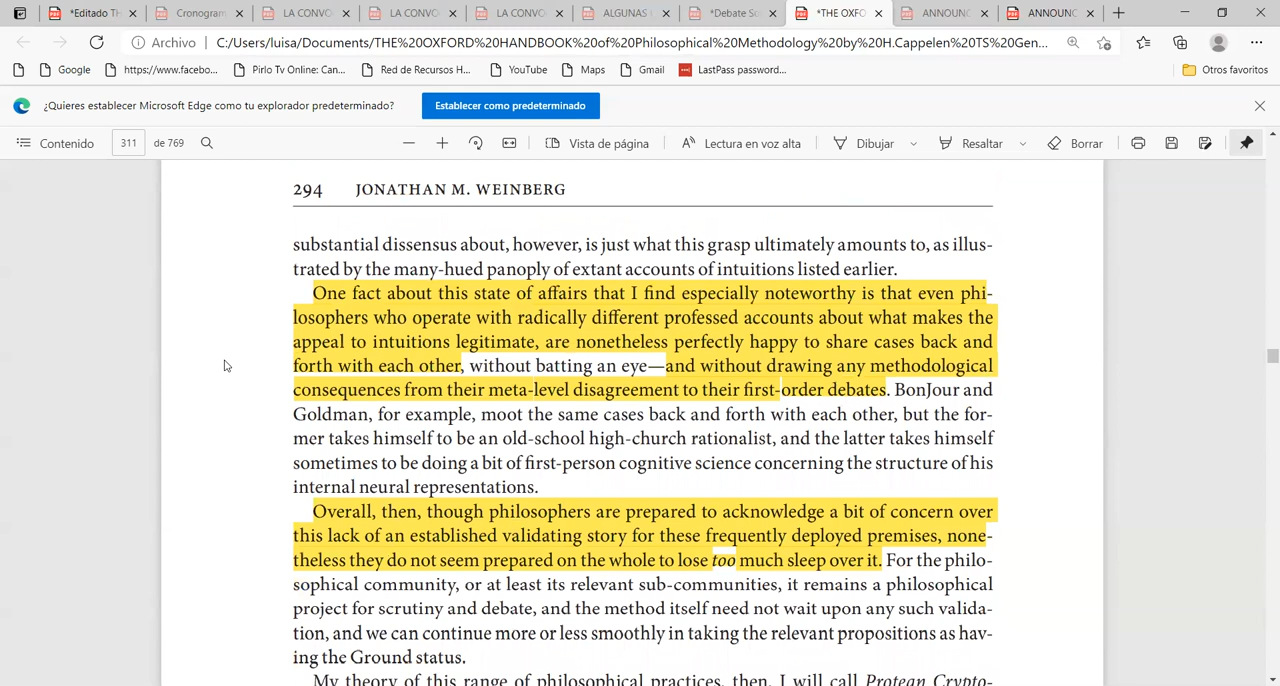 *Editado TH
Cronogram
LA CONVO
LA CONVO
LA CONVO
ALGUNAS
*Debate Su
*THE OXFO
ANNOUNC
ANNOUNC
Archivo
C:/Users/luisa/Documents/THE%20OXFORD%20HANDBOOK%20of%20Philosophical%20Methodology%20by%20H.Cappelen%20TS%20Gen...
Google
https://www.facebo...
Pirlo Tv Online: Can...
Red de Recursos H...
YouTube
Maps
Gmail
LastPass password...
Otros favoritos
¿Quieres establecer Microsoft Edge como tu explorador predeterminado?
Establecer como predeterminado
Contenido
311
de 769
Vista de página
Lectura en voz alta
Dibujar
Resaltar
Borrar
294 JONATHAN M. WEINBERG
substantial dissensus about, however, is just what this grasp ultimately amounts to, as illus-
trated by the many-hued panoply of extant accounts of intuitions listed earlier.
One fact about this state of affairs that I find especially noteworthy is that even phi-
losophers who operate with radically different professed accounts about what makes the
appeal to intuitions legitimate, are nonetheless perfectly happy to share cases back and
forth with each other, without batting an eye—and without drawing any methodological
consequences from their meta-level disagreement to their first-order debates. BonJour and
Goldman, for example, moot the same cases back and forth with each other, but the for-
mer takes himself to be an old-school high-church rationalist, and the latter takes himself
sometimes to be doing a bit of first-person cognitive science concerning the structure of his
internal neural representations.
Overall, then, though philosophers are prepared to acknowledge a bit of concern over
this lack of an established validating story for these frequently deployed premises, none-
theless they do not seem prepared on the whole to lose too much sleep over it. For the philo-
sophical community, or at least its relevant sub-communities, it remains a philosophical
project for scrutiny and debate, and the method itself need not wait upon any such valida-
tion, and we can continue more or less smoothly in taking the relevant propositions as hav-
ing the Ground status.
My theory of this range of philosophical practices, then, I will call Protean Crypto-